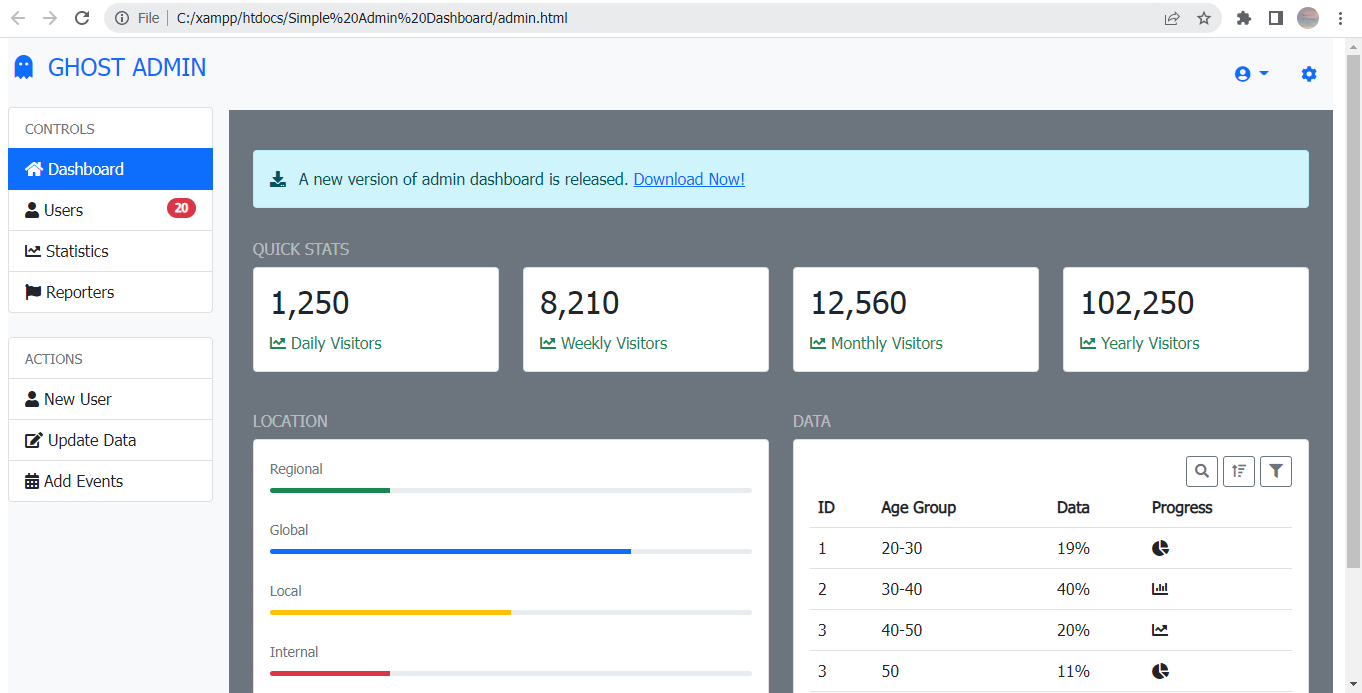 File | C:/xampp/htdocs/Simple%20Admin%20Dashboard/admin.html
GHOST ADMIN
CONTROLS
Dashboard
Users 20
Statistics
Reporters
ACTIONS
New User
Update Data
Add Events
A new version of admin dashboard is released. Download Now!
QUICK STATS
1,250
Daily Visitors
8,210
Weekly Visitors
12,560
Monthly Visitors
102,250
Yearly Visitors
LOCATION
Regional
Global
Local
Internal
DATA
ID Age Group Data Progress
1 20-30 19%
2 30-40 40%
3 40-50 20%
3 50 11%